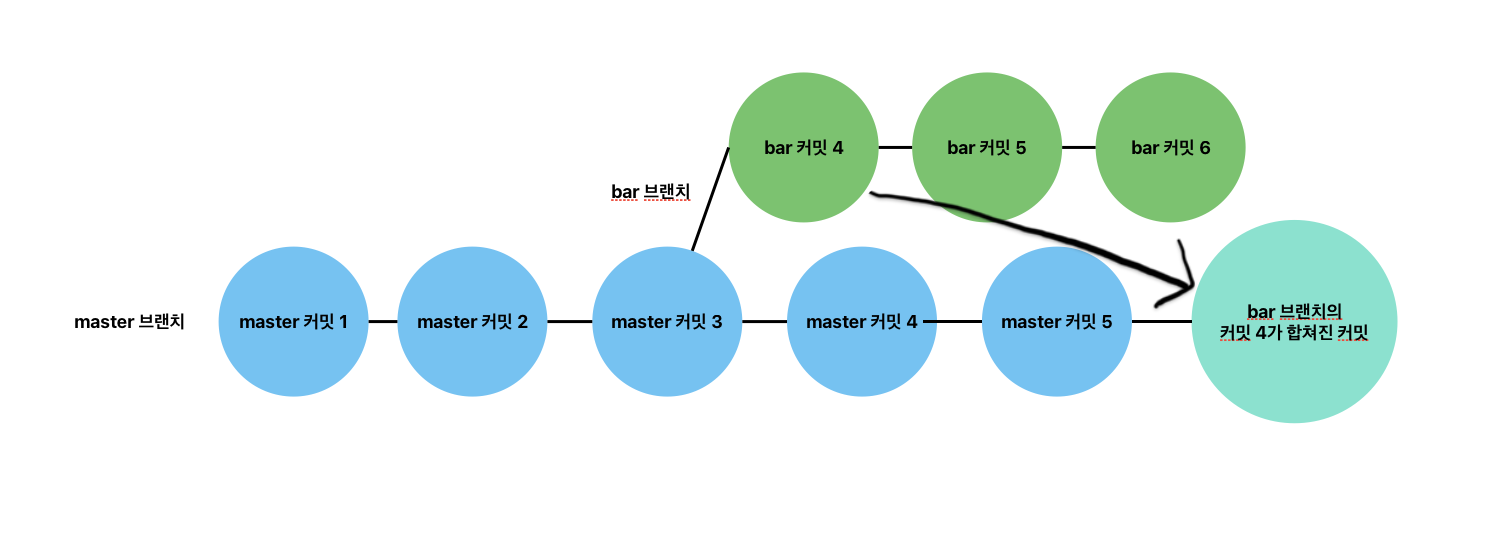 bar 커밋 4
bar 커밋 5
bar 커밋 6
bar 브랜치
master 브랜치
master 커밋 1
master 커밋 2
master 커밋 3
master 커밋 4
master 커밋 5
bar 브랜치의
커밋 4가 합쳐진 커밋